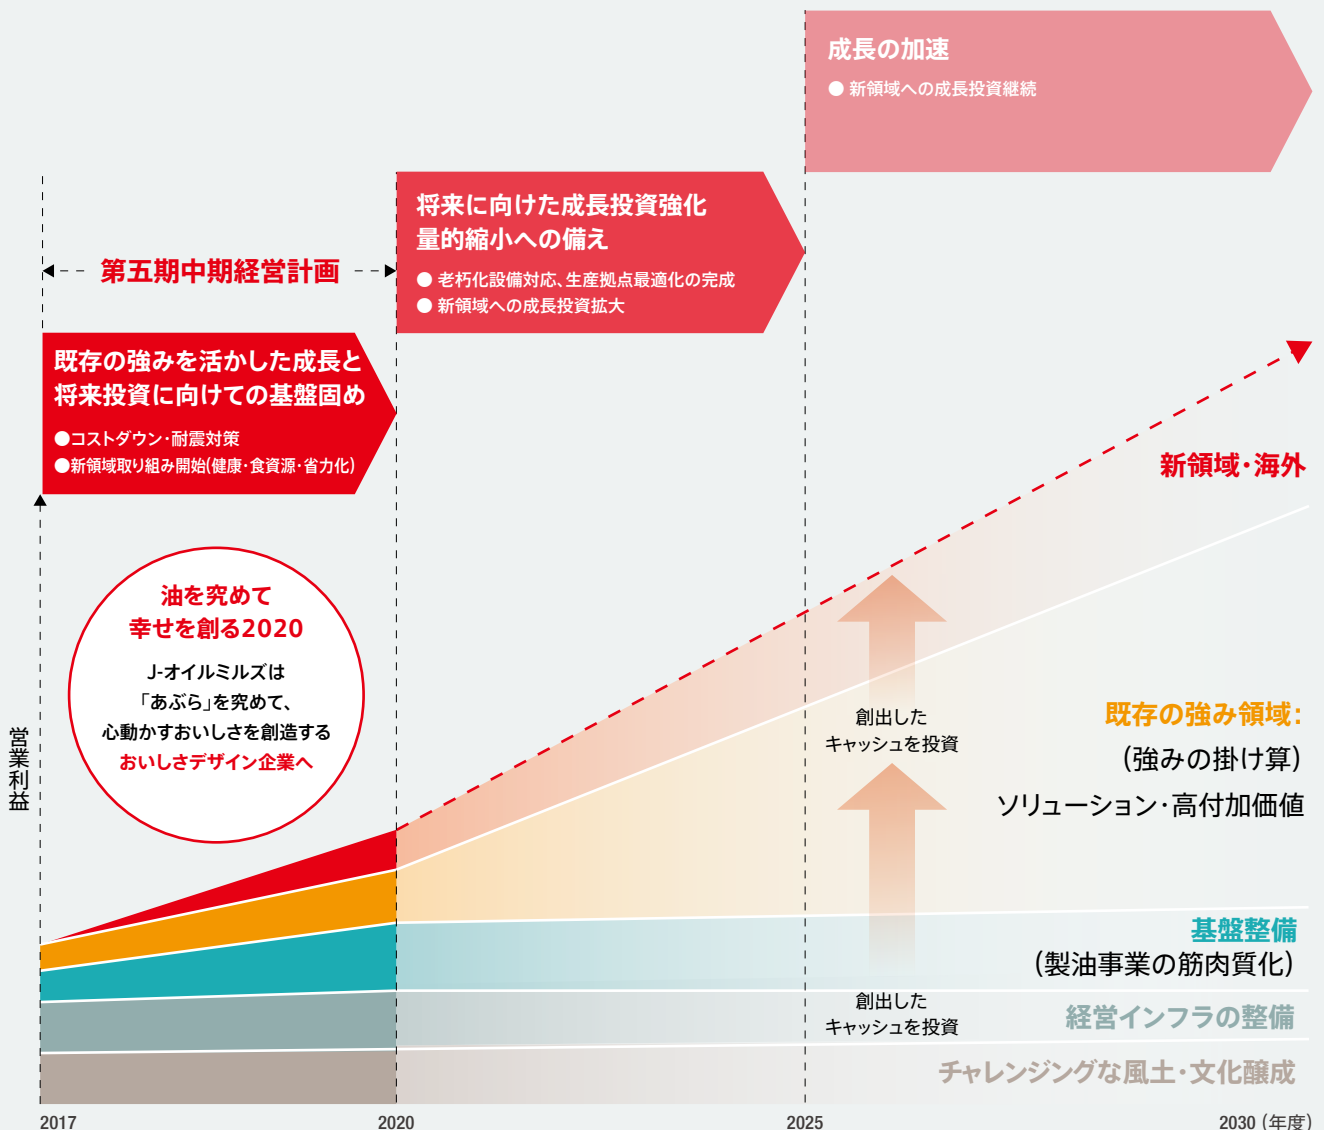 成長の加速
● 新領域への成長投資継続
将来に向けた成長投資強化
量的縮小への備え
● 老朽化設備対応、生産拠点最適化の完成
● 新領域への成長投資拡大
第五期中期経営計画
既存の強みを活かした成長と
将来投資に向けての基盤固め
●コストダウン・耐震対策
●新領域取り組み開始(健康・食資源・省力化)
油を究めて
幸せを創る2020
J-オイルミルズは
「あぶら」を究めて、
心動かすおいしさを創造する
おいしさデザイン企業へ
営業利益
新領域・海外
創出した
キャッシュを投資
既存の強み領域：
(強みの掛け算)
ソリューション・高付加価値
基盤整備
(製油事業の筋肉質化)
創出した
キャッシュを投資
経営インフラの整備
チャレンジングな風土・文化醸成
2017
2020
2025
2030 (年度)